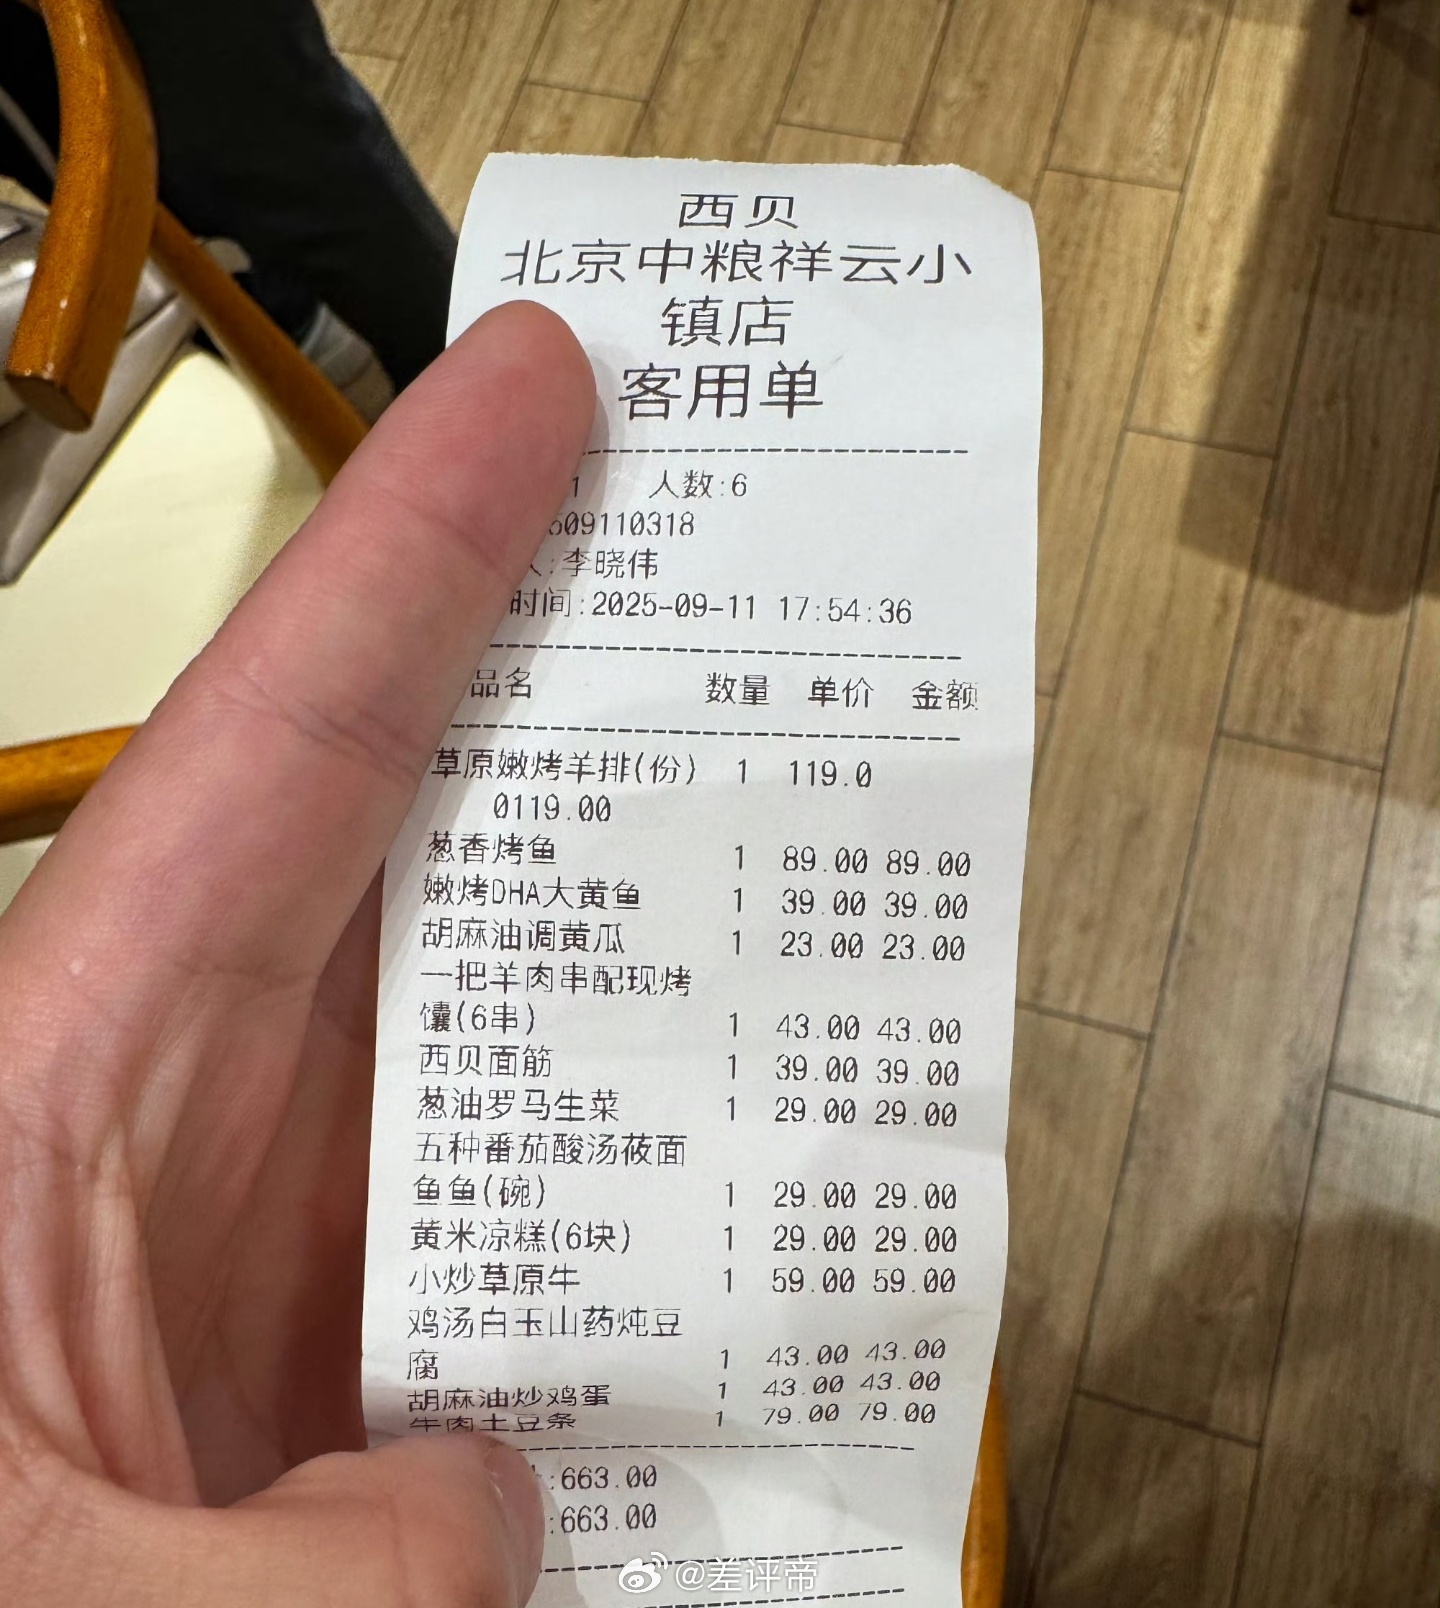 西贝
北京中粮祥云小
镇店
客用单
1 人数:6
509110318
人:李晓伟
时间:2025-09-11 17:54:36
品名 数量 单价 金额
草原嫩烤羊排(份) 1 119.0
0119.00
葱香烤鱼 1 89.00 89.00
嫩烤DHA大黄鱼 1 39.00 39.00
胡麻油调黄瓜 1 23.00 23.00
一把羊肉串配现烤
馕(6串) 1 43.00 43.00
西贝面筋 1 39.00 39.00
葱油罗马生菜 1 29.00 29.00
五种番茄酸汤莜面
鱼鱼(碗) 1 29.00 29.00
黄米凉糕(6块) 1 29.00 29.00
小炒草原牛 1 59.00 59.00
鸡汤白玉山药炖豆
腐 1 43.00 43.00
胡麻油炒鸡蛋 1 43.00 43.00
牛肉土豆条 1 79.00 79.00
:663.00
:663.00
@差评帝